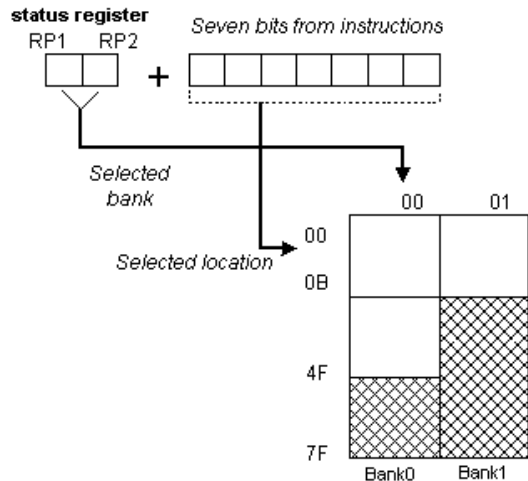 status register
RP1 RP2
Seven bits from instructions
+
Selected
bank
00 01
00
Selected location
0B
4F
7F
Bank0 Bank1